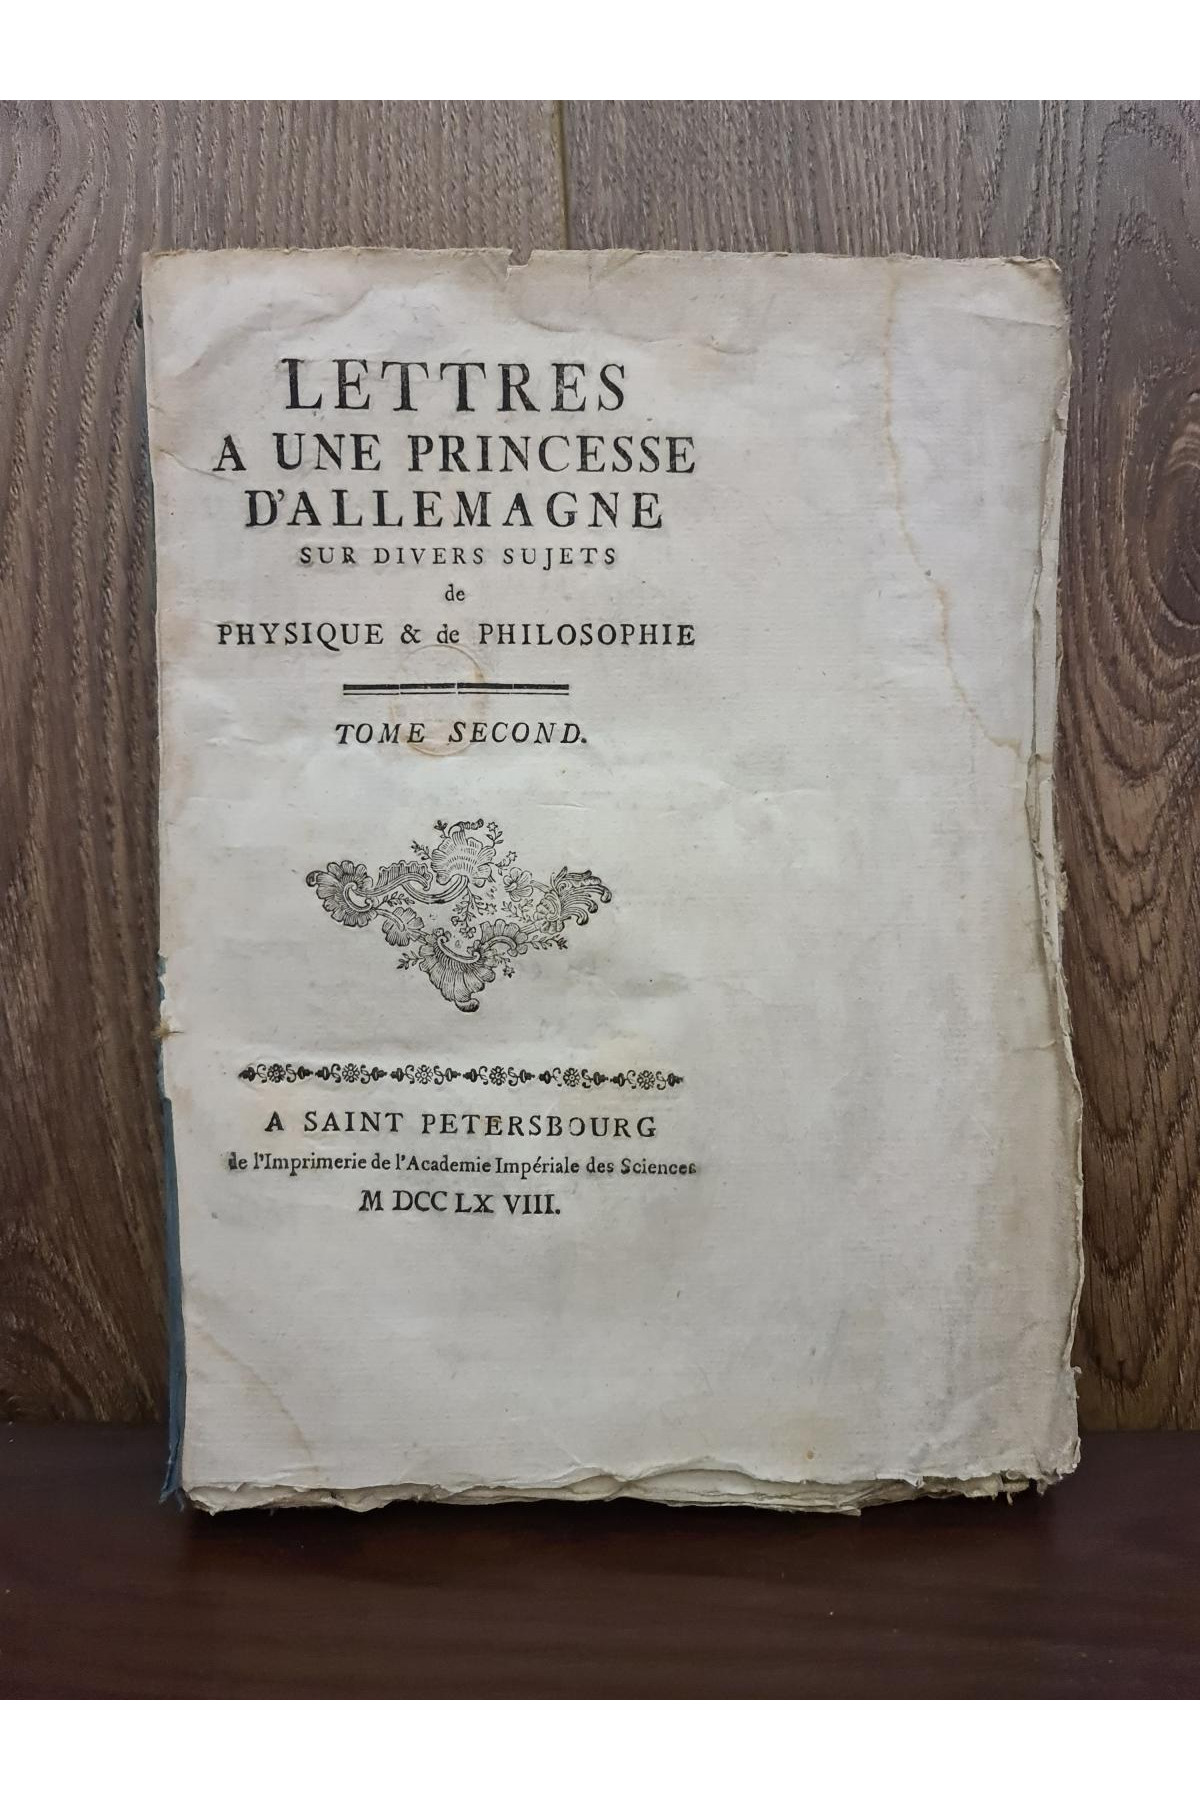 LETTRES
A UNE PRINCESSE
D'ALLEMAGNE
SUR DIVERS SUJETS
de
PHYSIQUE & de PHILOSOPHIE
TOME SECOND.
A SAINT PETERSBOURG
de l'Imprimerie de l'Academie Impériale des Sciences
M DCC LX VIII.